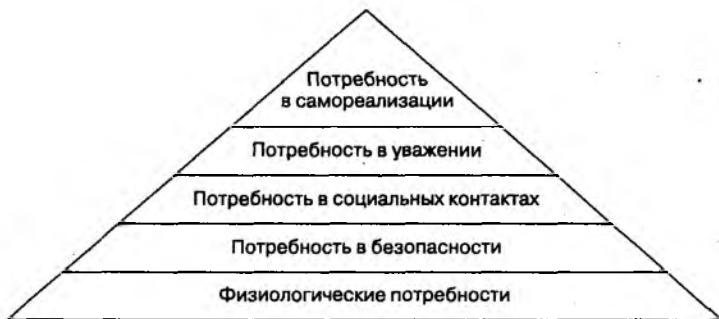 Потребность
в самореализации
Потребность в уважении
Потребность в социальных контактах
Потребность в безопасности
Физиологические потребности